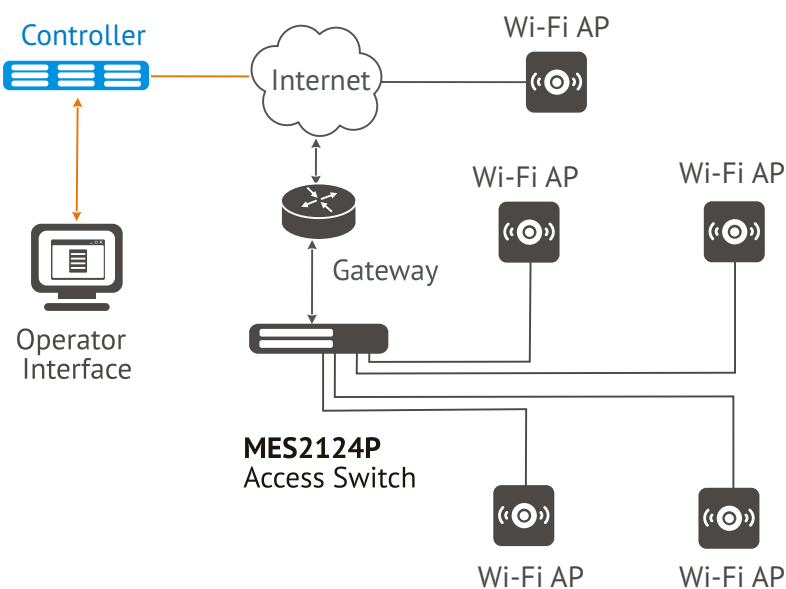 Wi-Fi AP
Controller
Internet
Wi-Fi AP
Wi-Fi AP
Gateway
Operator
Interface
MES2124P
Access Switch
Wi-Fi AP
Wi-Fi AP